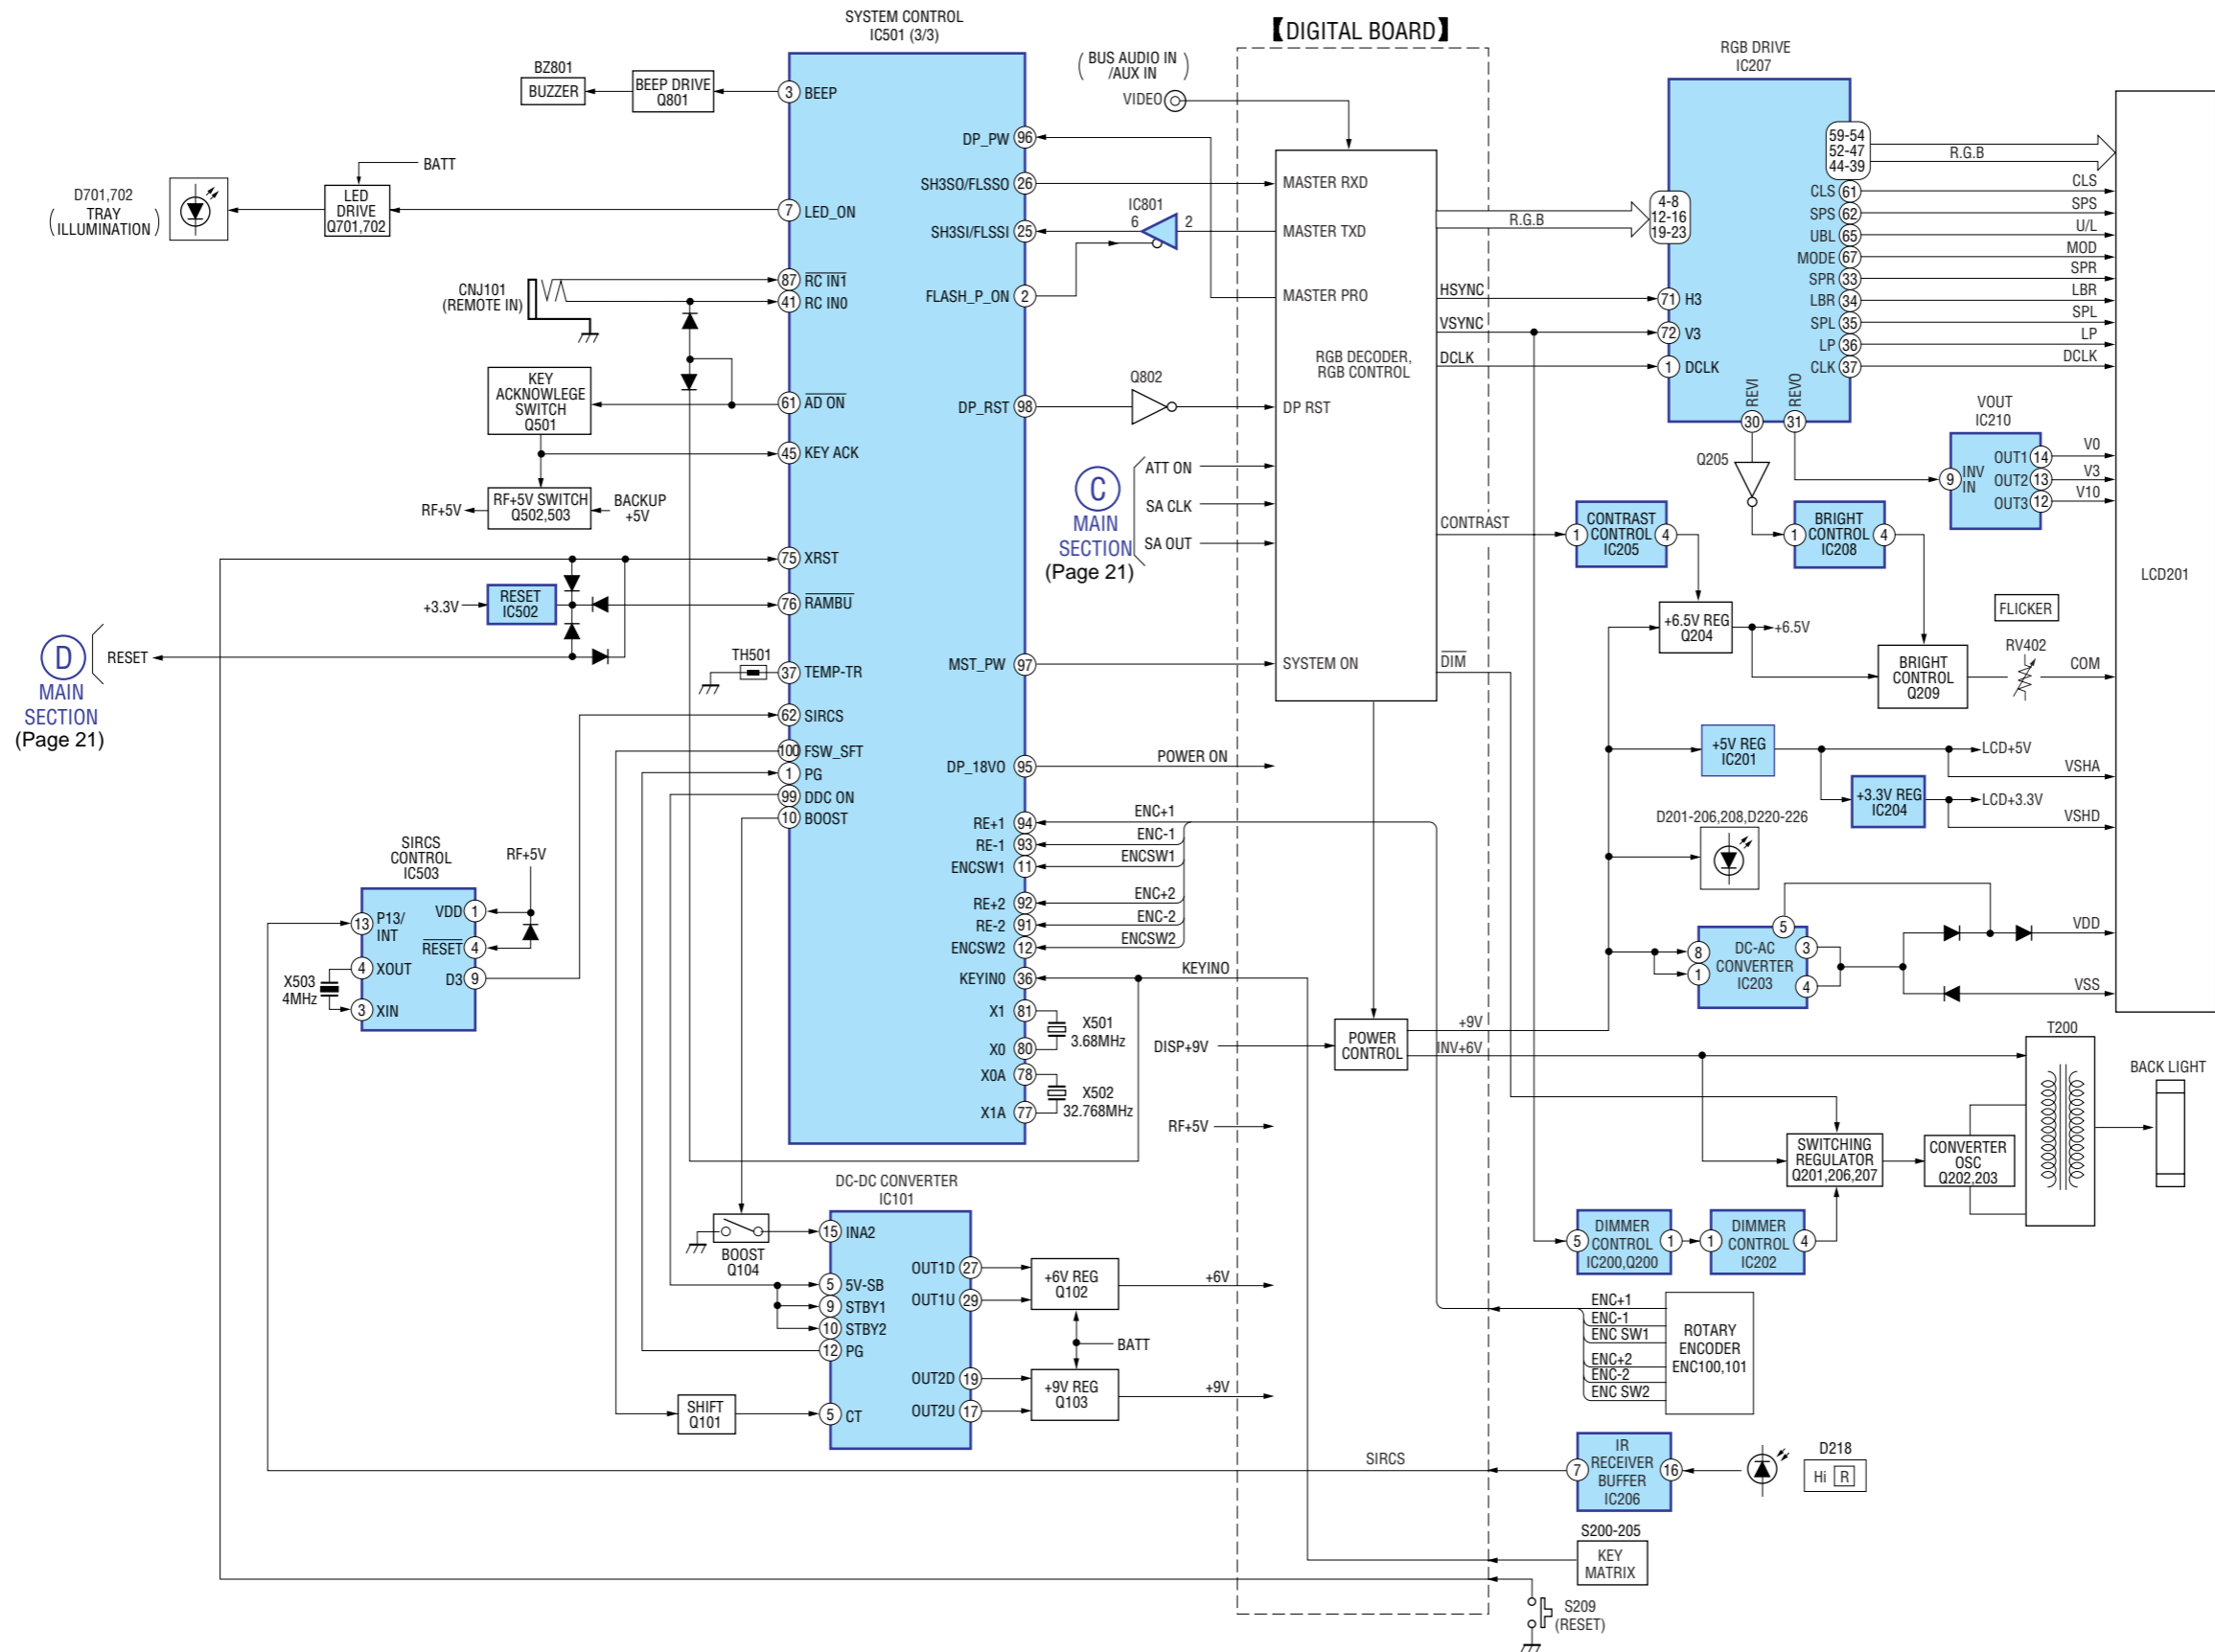 SYSTEM CONTROL
IC501 (3/3)
BZ801
BUZZER
BEEP DRIVE
Q801
3 BEEP
BATT
D701,702
TRAY
ILLUMINATION
LED
DRIVE
Q701,702
7 LED_ON
CNJ101
(REMOTE IN)
87 RC IN1
41 RC IN0
KEY
ACKNOWLEGE
SWITCH
Q501
61 AD ON
45 KEY ACK
RF+5V
RF+5V SWITCH
Q502,503
BACKUP
+5V
75 XRST
+3.3V
RESET
IC502
76 RAMBU
D
RESET
MAIN
SECTION
(Page 21)
TH501
37 TEMP-TR
62 SIRCS
100 FSW_SFT
1 PG
99 DDC ON
10 BOOST
SIRCS
CONTROL
IC503
RF+5V
13 P13/
INT
VDD 1
RESET 4
4 XOUT
D3 9
3 XIN
X503
4MHz
DP_PW 96
SH3SO/FLSSO 26
SH3SI/FLSSI 25
FLASH_P_ON 2
DP_RST 98
MST_PW 97
DP_18VO 95
RE+1 94
RE-1 93
ENCSW1 11
RE+2 92
RE-2 91
ENCSW2 12
KEYIN0 36
X1 81
X0 80
X0A 78
X1A 77
X501
3.68MHz
X502
32.768MHz
IC801
6 2
Q802
POWER ON
ENC+1
ENC-1
ENCSW1
ENC+2
ENC-2
ENCSW2
KEYINO
DISP+9V
RF+5V
DC-DC CONVERTER
IC101
BOOST
Q104
15 INA2
5 5V-SB
9 STBY1
10 STBY2
12 PG
SHIFT
Q101
5 CT
OUT1D 27
OUT1U 29
OUT2D 19
OUT2U 17
+6V REG
Q102
+6V
BATT
+9V REG
Q103
+9V
SIRCS
【DIGITAL BOARD】
BUS AUDIO IN
/AUX IN
VIDEO
MASTER RXD
MASTER TXD
MASTER PRO
RGB DECODER,
RGB CONTROL
DP RST
C
MAIN
SECTION
(Page 21)
ATT ON
SA CLK
SA OUT
SYSTEM ON
R.G.B
HSYNC
VSYNC
DCLK
CONTRAST
DIM
POWER
CONTROL
+9V
INV+6V
RGB DRIVE
IC207
4-8
12-16
19-23
71 H3
72 V3
1 DCLK
59-54
52-47
44-39
R.G.B
CLS 61 CLS
SPS 62 SPS
UBL 65 U/L
MODE 67 MOD
SPR 33 SPR
LBR 34 LBR
SPL 35 SPL
LP 36 LP
CLK 37 DCLK
REVI
30
REVO
31
VOUT
IC210
9 INV
IN
OUT1 14 V0
OUT2 13 V3
OUT3 12 V10
Q205
1 CONTRAST
CONTROL
IC205 4
1 BRIGHT
CONTROL
IC208 4
LCD201
+6.5V REG
Q204
+6.5V
FLICKER
RV402
BRIGHT
CONTROL
Q209
COM
+5V REG
IC201
LCD+5V
VSHA
+3.3V REG
IC204
LCD+3.3V
VSHD
D201-206,208,D220-226
8 1
DC-AC
CONVERTER
IC203
5 3 4
VDD
VSS
T200
BACK LIGHT
SWITCHING
REGULATOR
Q201,206,207
CONVERTER
OSC
Q202,203
5 DIMMER
CONTROL
IC200,Q200 1
1 DIMMER
CONTROL
IC202 4
ENC+1
ENC-1
ENC SW1
ENC+2
ENC-2
ENC SW2
ROTARY
ENCODER
ENC100,101
7 IR
RECEIVER
BUFFER
IC206 16
D218
Hi R
S200-205
KEY
MATRIX
S209
(RESET)